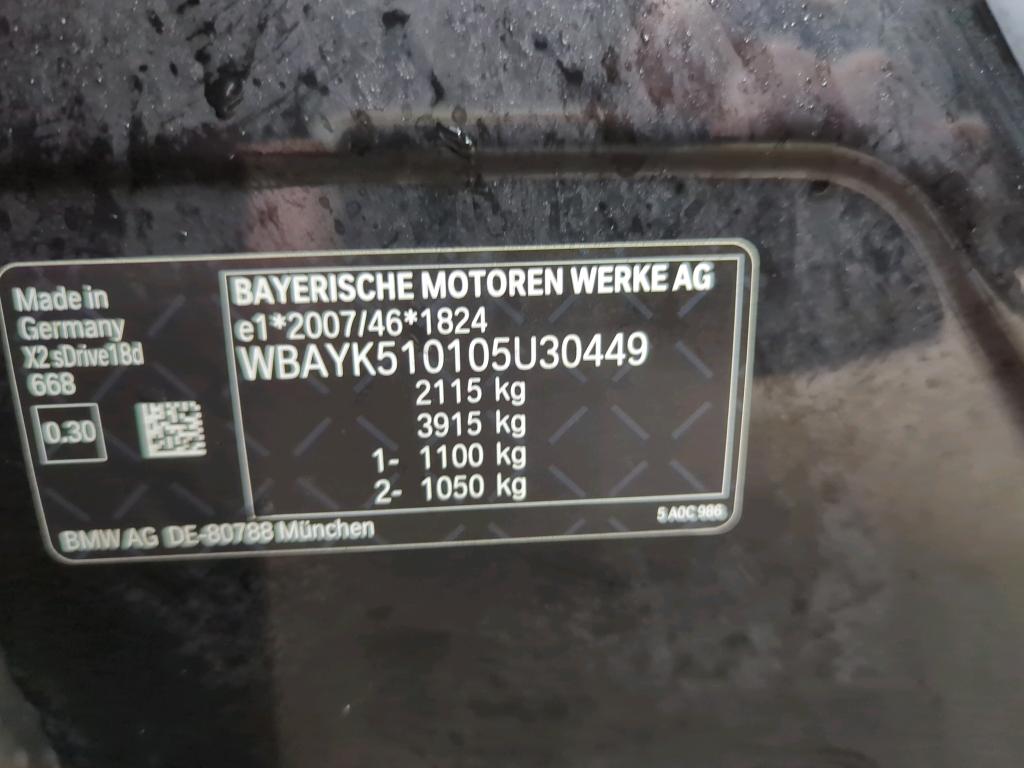 Made in
Germany
X2 sDrive18d
668
0.30
BAYERISCHE MOTOREN WERKE AG
e1*2007/46*1824
WBAYK510105U30449
2115 kg
3915 kg
1- 1100 kg
2- 1050 kg
5 A0C 986
BMW AG DE-80788 München